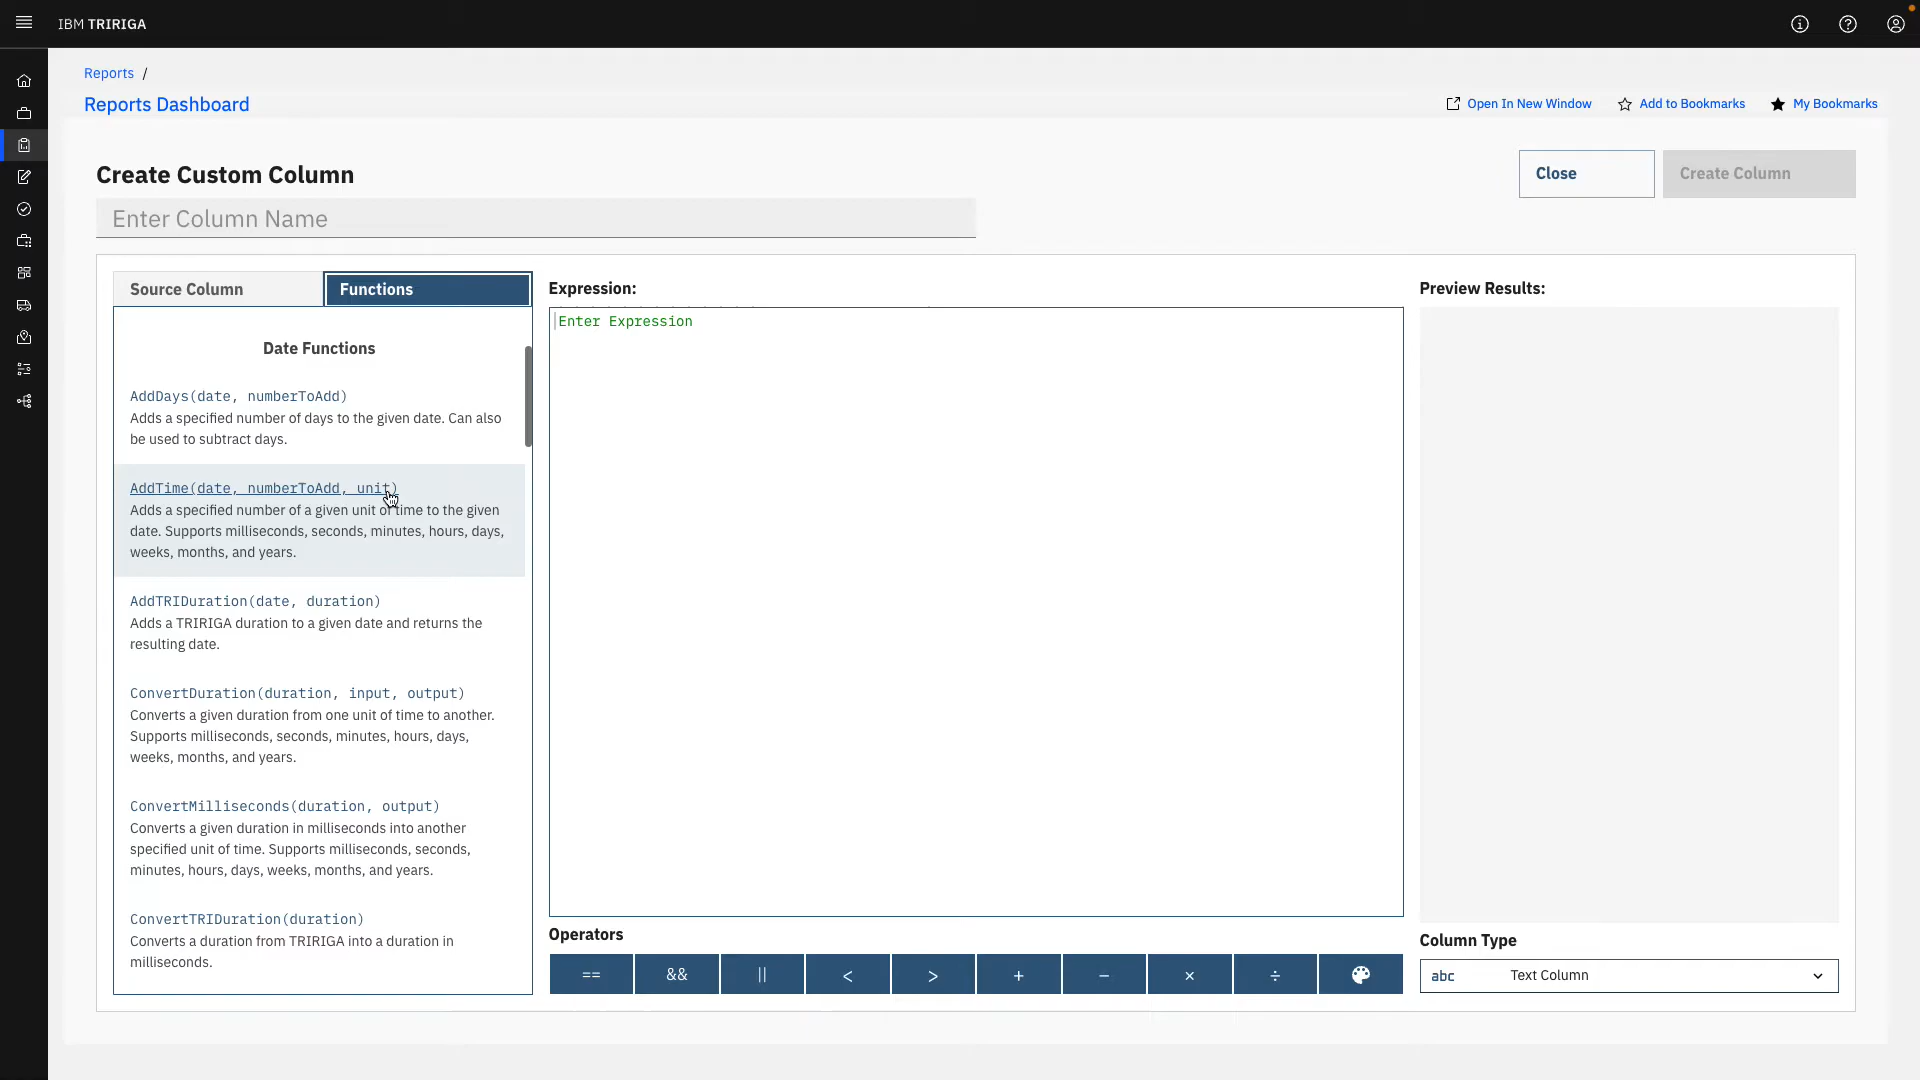 IBM TRIRIGA
Reports /
Reports Dashboard
Open In New Window
Add to Bookmarks
My Bookmarks
Create Custom Column
Close
Create Column
Enter Column Name
Source Column
Functions
Date Functions
AddDays(date, numberToAdd)
Adds a specified number of days to the given date. Can also
be used to subtract days.
AddTime(date, numberToAdd, unit)
Adds a specified number of a given unit of time to the given
date. Supports milliseconds, seconds, minutes, hours, days,
weeks, months, and years.
AddTRIDuration(date, duration)
Adds a TRIRIGA duration to a given date and returns the
resulting date.
ConvertDuration(duration, input, output)
Converts a given duration from one unit of time to another.
Supports milliseconds, seconds, minutes, hours, days,
weeks, months, and years.
ConvertMilliseconds(duration, output)
Converts a given duration in milliseconds into another
specified unit of time. Supports milliseconds, seconds,
minutes, hours, days, weeks, months, and years.
ConvertTRIDuration(duration)
Converts a duration from TRIRIGA into a duration in
milliseconds.
Expression:
Enter Expression
Operators
== && || < > + − × ÷
Preview Results:
Column Type
abc Text Column